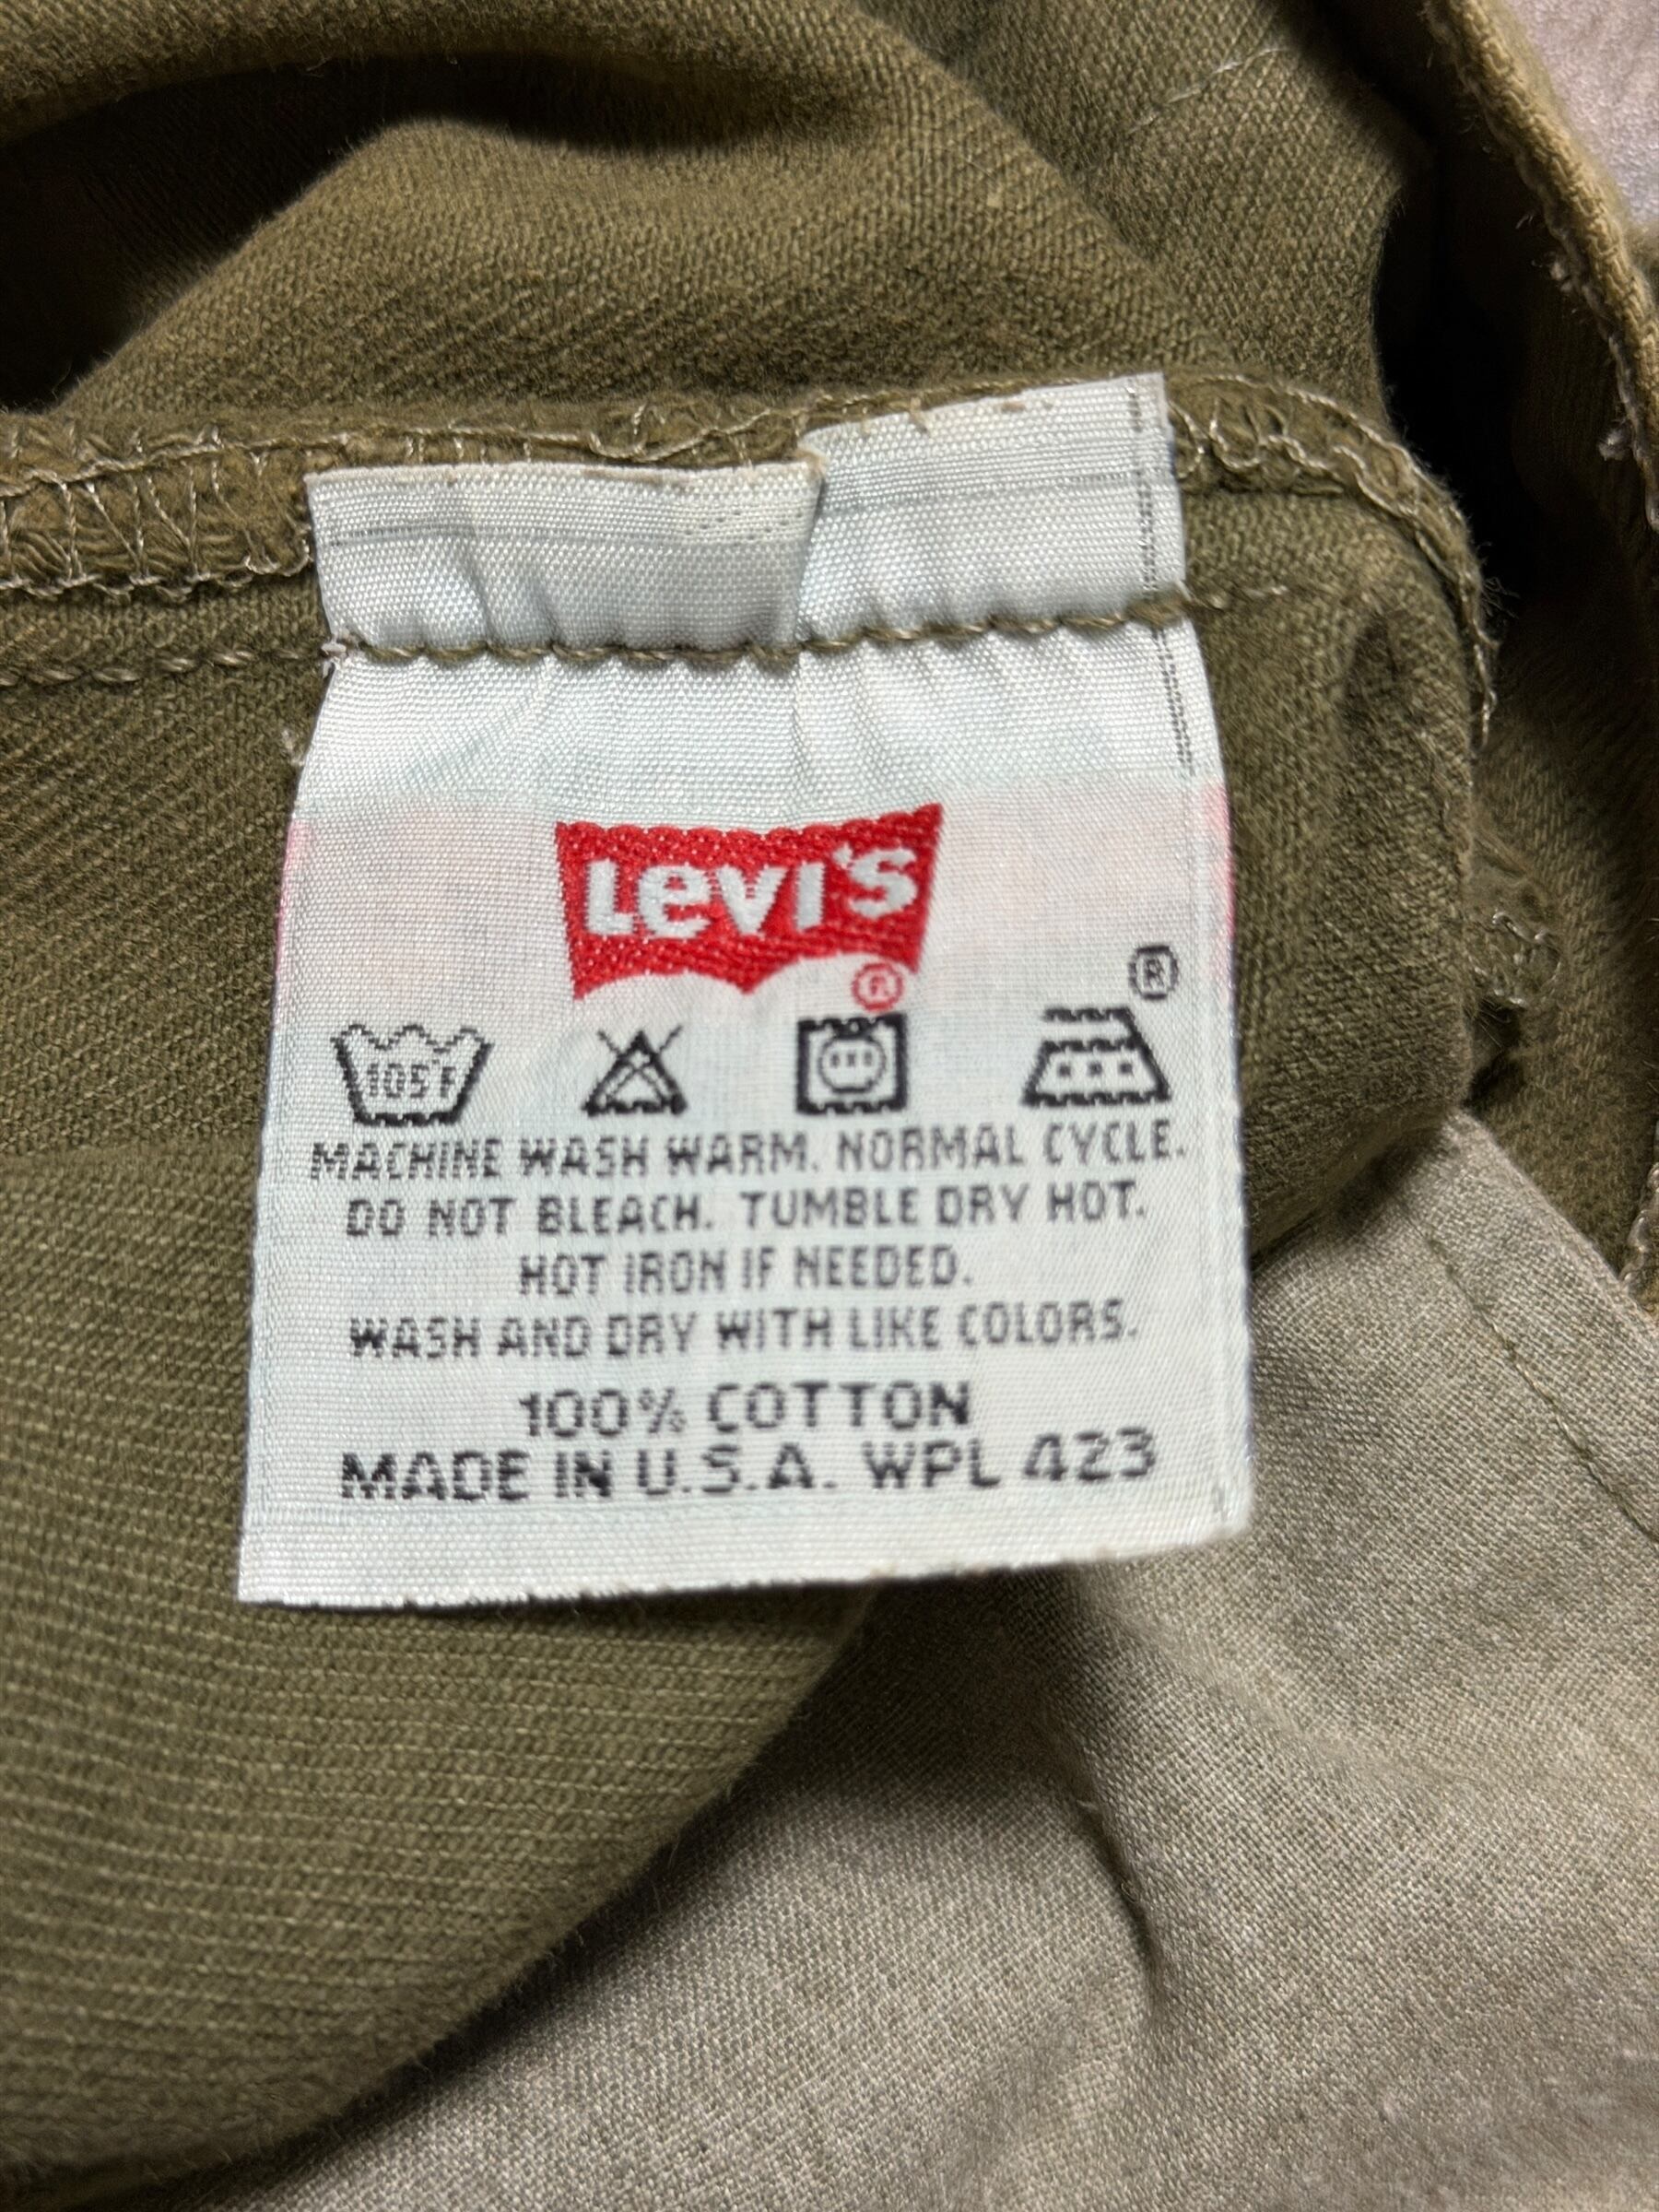 LEVI'S
®
®
105°F
MACHINE WASH WARM. NORMAL CYCLE.
DO NOT BLEACH. TUMBLE DRY HOT.
HOT IRON IF NEEDED.
WASH AND DRY WITH LIKE COLORS.
100% COTTON
MADE IN U.S.A. WPL 423